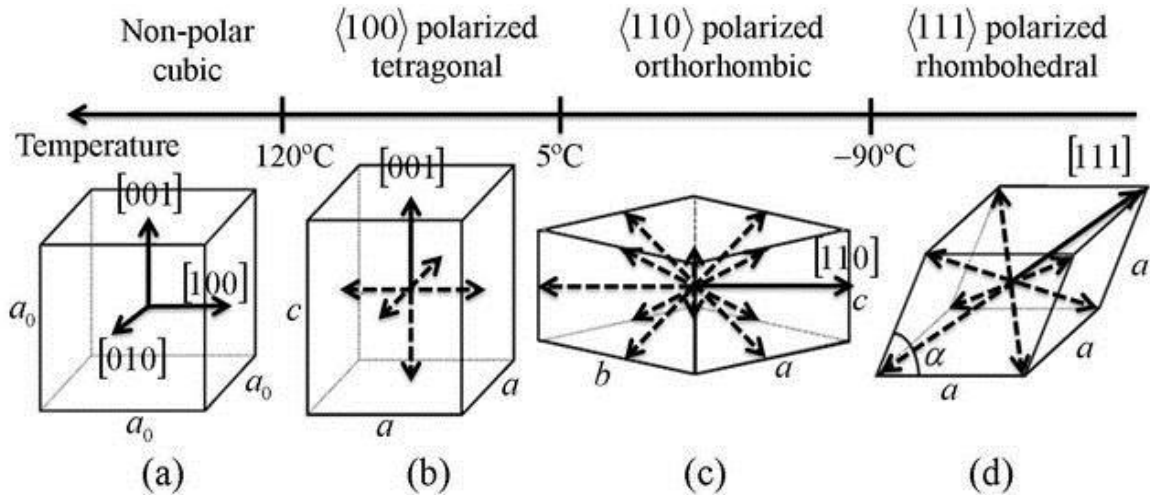 Non-polar
cubic
⟨100⟩ polarized
tetragonal
⟨110⟩ polarized
orthorhombic
⟨111⟩ polarized
rhombohedral
Temperature
120°C
5°C
−90°C
[001]
[100]
[010]
a₀
a₀
a₀
(a)
[001]
c
a
a
(b)
[110]
c
b
a
(c)
[111]
a
a
α
a
(d)